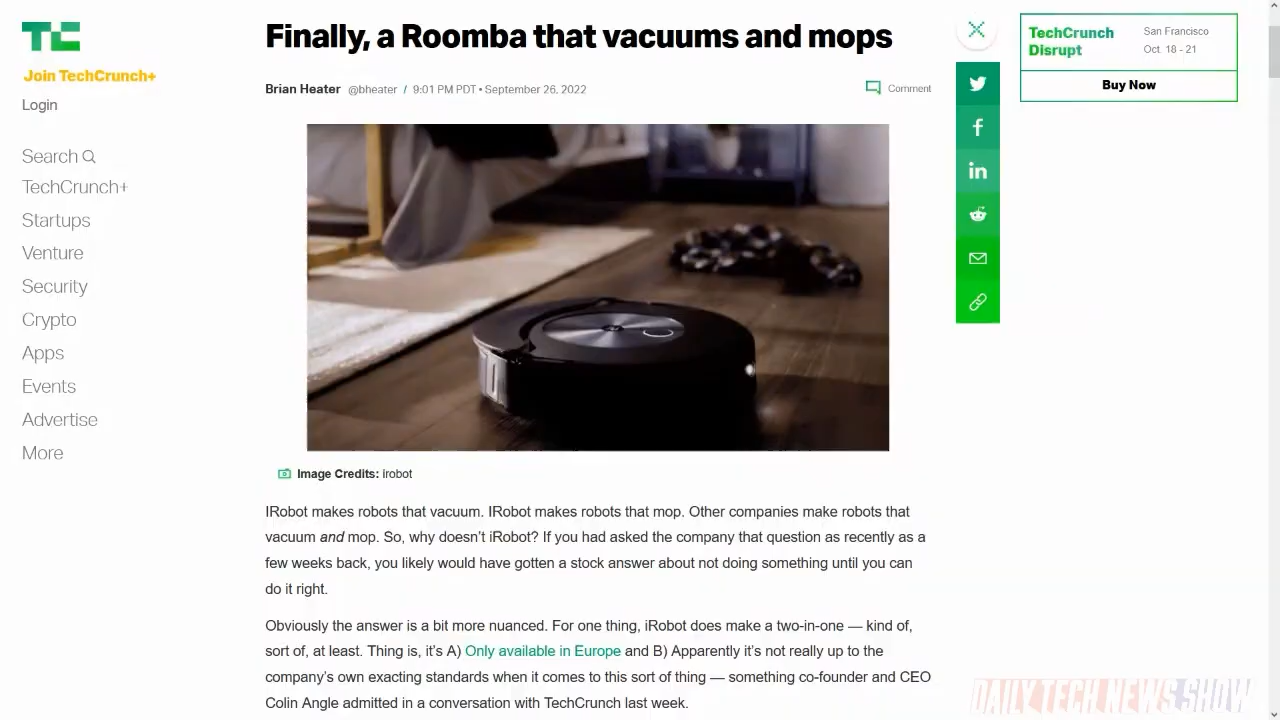 TC
Join TechCrunch+
Login
Search
TechCrunch+
Startups
Venture
Security
Crypto
Apps
Events
Advertise
More
Finally, a Roomba that vacuums and mops
Brian Heater @bheater / 9:01 PM PDT • September 26, 2022
Comment
Image Credits: irobot
IRobot makes robots that vacuum. IRobot makes robots that mop. Other companies make robots that
vacuum and mop. So, why doesn't iRobot? If you had asked the company that question as recently as a
few weeks back, you likely would have gotten a stock answer about not doing something until you can
do it right.
Obviously the answer is a bit more nuanced. For one thing, iRobot does make a two-in-one — kind of,
sort of, at least. Thing is, it's A) Only available in Europe and B) Apparently it's not really up to the
company's own exacting standards when it comes to this sort of thing — something co-founder and CEO
Colin Angle admitted in a conversation with TechCrunch last week.
TechCrunch
Disrupt
San Francisco
Oct. 18 - 21
Buy Now
DAILY TECH NEWS SHOW